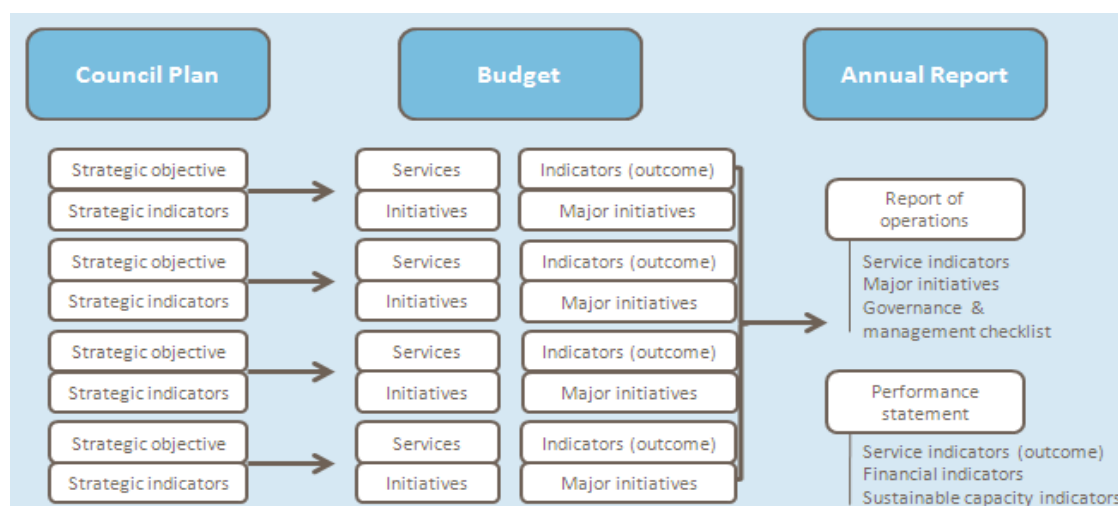 Council Plan
Budget
Annual Report
Strategic objective
Strategic indicators
Services
Initiatives
Indicators (outcome)
Major initiatives
Strategic objective
Strategic indicators
Services
Initiatives
Indicators (outcome)
Major initiatives
Strategic objective
Strategic indicators
Services
Initiatives
Indicators (outcome)
Major initiatives
Strategic objective
Strategic indicators
Services
Initiatives
Indicators (outcome)
Major initiatives
Report of
operations
Service indicators
Major initiatives
Governance &
management checklist
Performance
statement
Service indicators (outcome)
Financial indicators
Sustainable capacity indicators